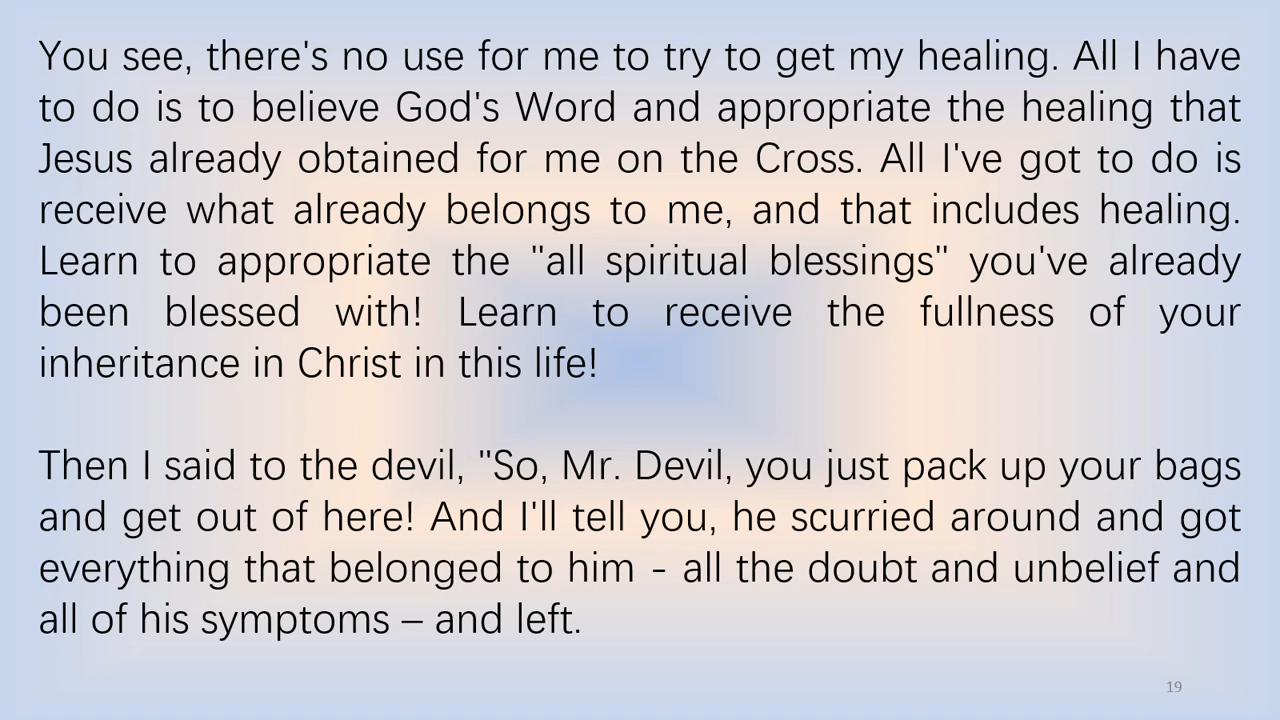 You see, there's no use for me to try to get my healing. All I have
to do is to believe God's Word and appropriate the healing that
Jesus already obtained for me on the Cross. All I've got to do is
receive what already belongs to me, and that includes healing.
Learn to appropriate the "all spiritual blessings" you've already
been blessed with! Learn to receive the fullness of your
inheritance in Christ in this life!
Then I said to the devil, "So, Mr. Devil, you just pack up your bags
and get out of here! And I'll tell you, he scurried around and got
everything that belonged to him - all the doubt and unbelief and
all of his symptoms – and left.
19